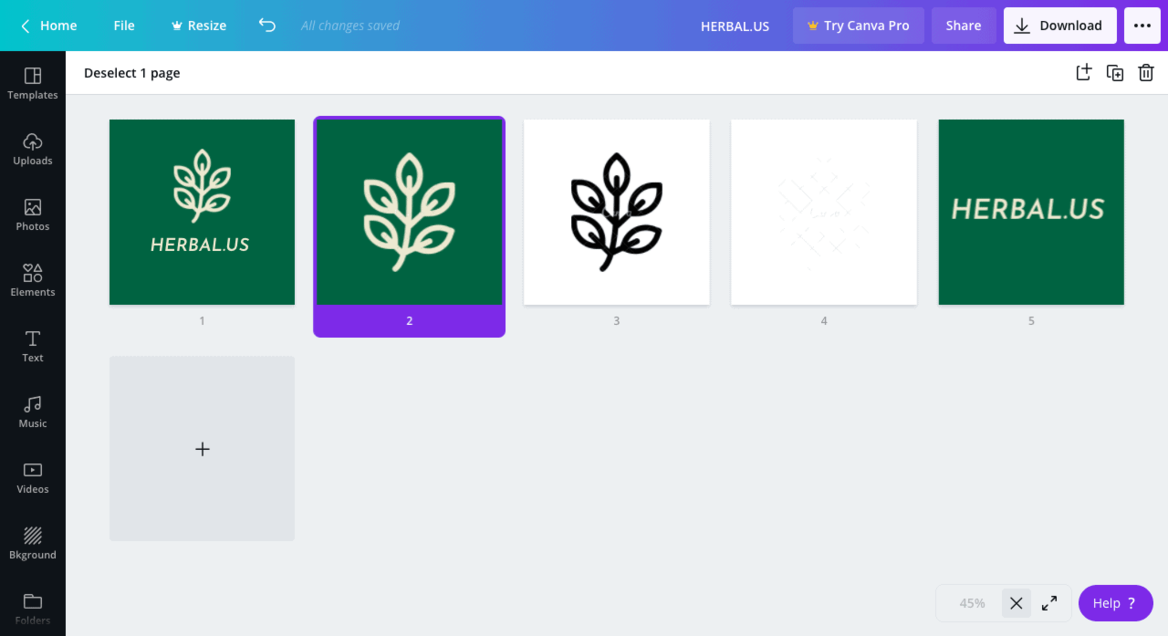 Home
File
Resize
All changes saved
HERBAL.US
Try Canva Pro
Share
Download
Deselect 1 page
Templates
Uploads
Photos
Elements
Text
Music
Videos
Bkground
Folders
HERBAL.US
HERBAL.US
1
2
3
4
5
45%
Help ?